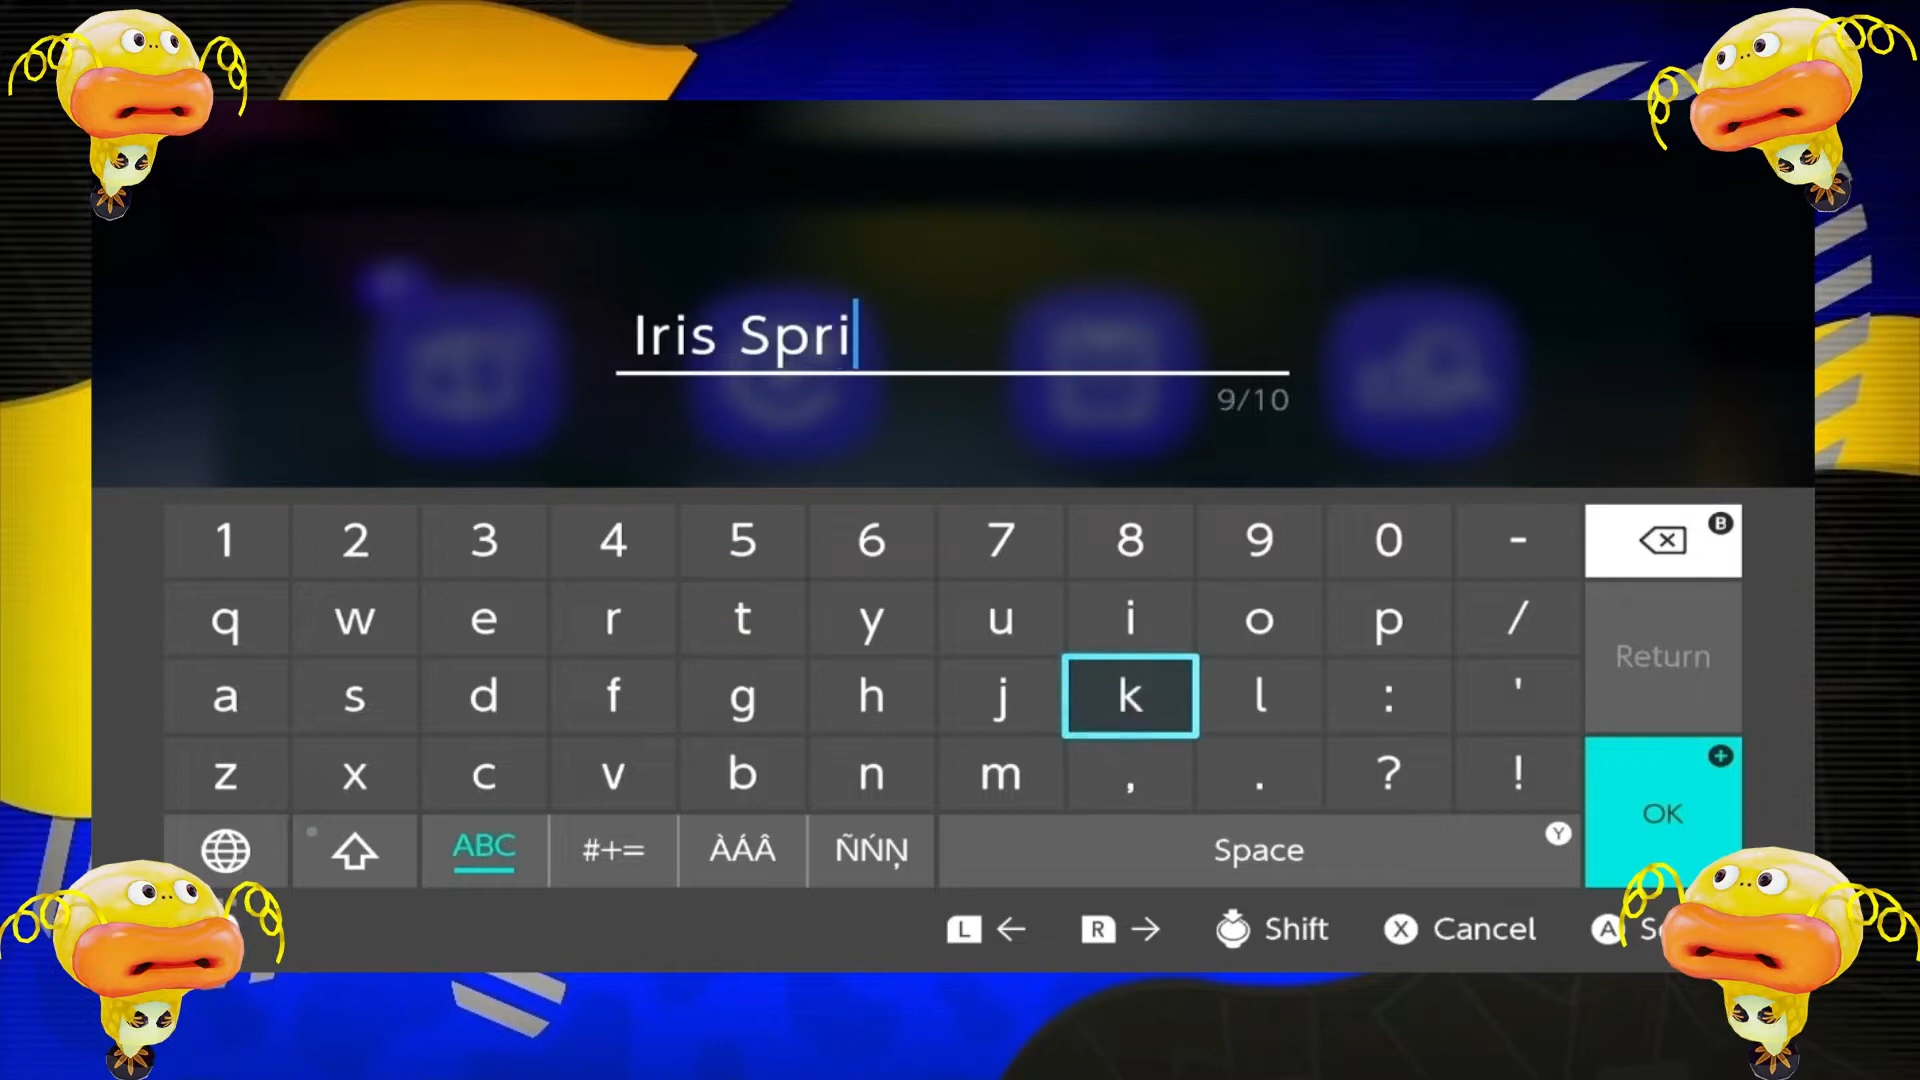 Iris Spri
9/10
1 2 3 4 5 6 7 8 9 0 - B
q w e r t y u i o p /
Return
a s d f g h j k l : '
z x c v b n m , . ? ! +
OK
ABC #+= ÀÁÂ ÑŃŅ Space Y
L ← R → Shift X Cancel A